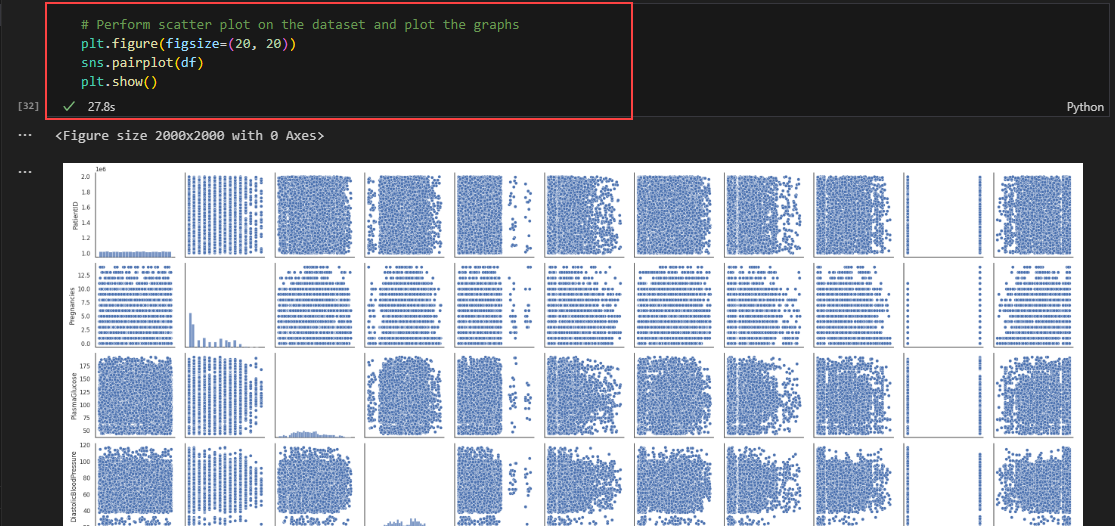 # Perform scatter plot on the dataset and plot the graphs
plt.figure(figsize=(20, 20))
sns.pairplot(df)
plt.show()
[32]
27.8s
Python
... <Figure size 2000x2000 with 0 Axes>
...
1e6
2.0
1.8
1.6
1.4
1.2
1.0
PatientID
12.5
10.0
7.5
5.0
2.5
0.0
Pregnancies
175
150
125
100
75
50
PlasmaGlucose
120
100
80
60
40
DiastolicBloodPressure